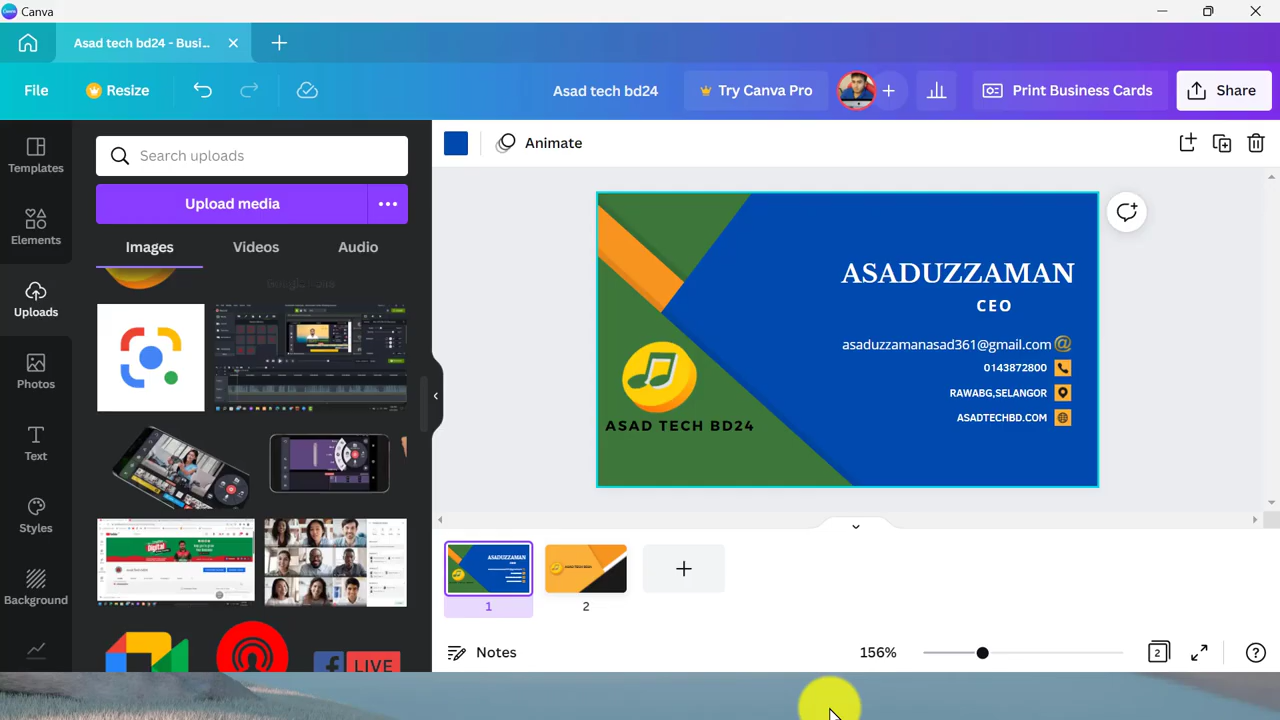 Canva
Asad tech bd24 - Busi...
File
Resize
Asad tech bd24
Try Canva Pro
Print Business Cards
Share
Templates
Elements
Uploads
Photos
Text
Styles
Background
Search uploads
Upload media
Images
Videos
Audio
LIVE
Animate
ASADUZZAMAN
CEO
asaduzzamanasad361@gmail.com
0143872800
RAWABG,SELANGOR
ASADTECHBD.COM
ASAD TECH BD24
ASADUZZAMAN
1
2
Notes
156%
2